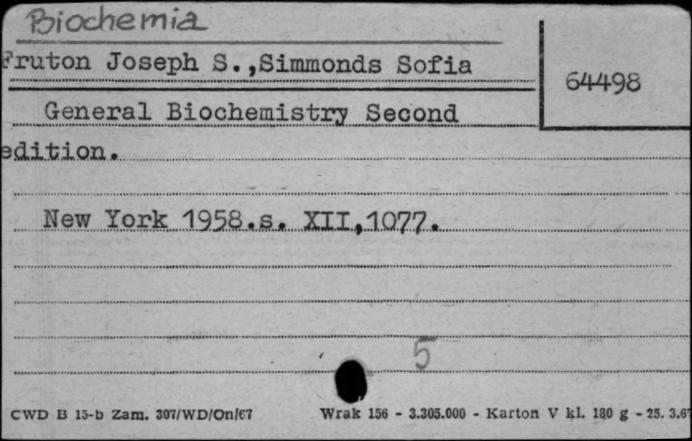 Biochemia
Fruton Joseph S.,Simmonds Sofia
64498
General Biochemistry Second
edition.
New York 1958.s. XII,1077.
5
CWD B 15-b Zam. 307/WD/On/67
Wrak 156 - 3.305.000 - Karton V kl. 180 g - 25. 3.67